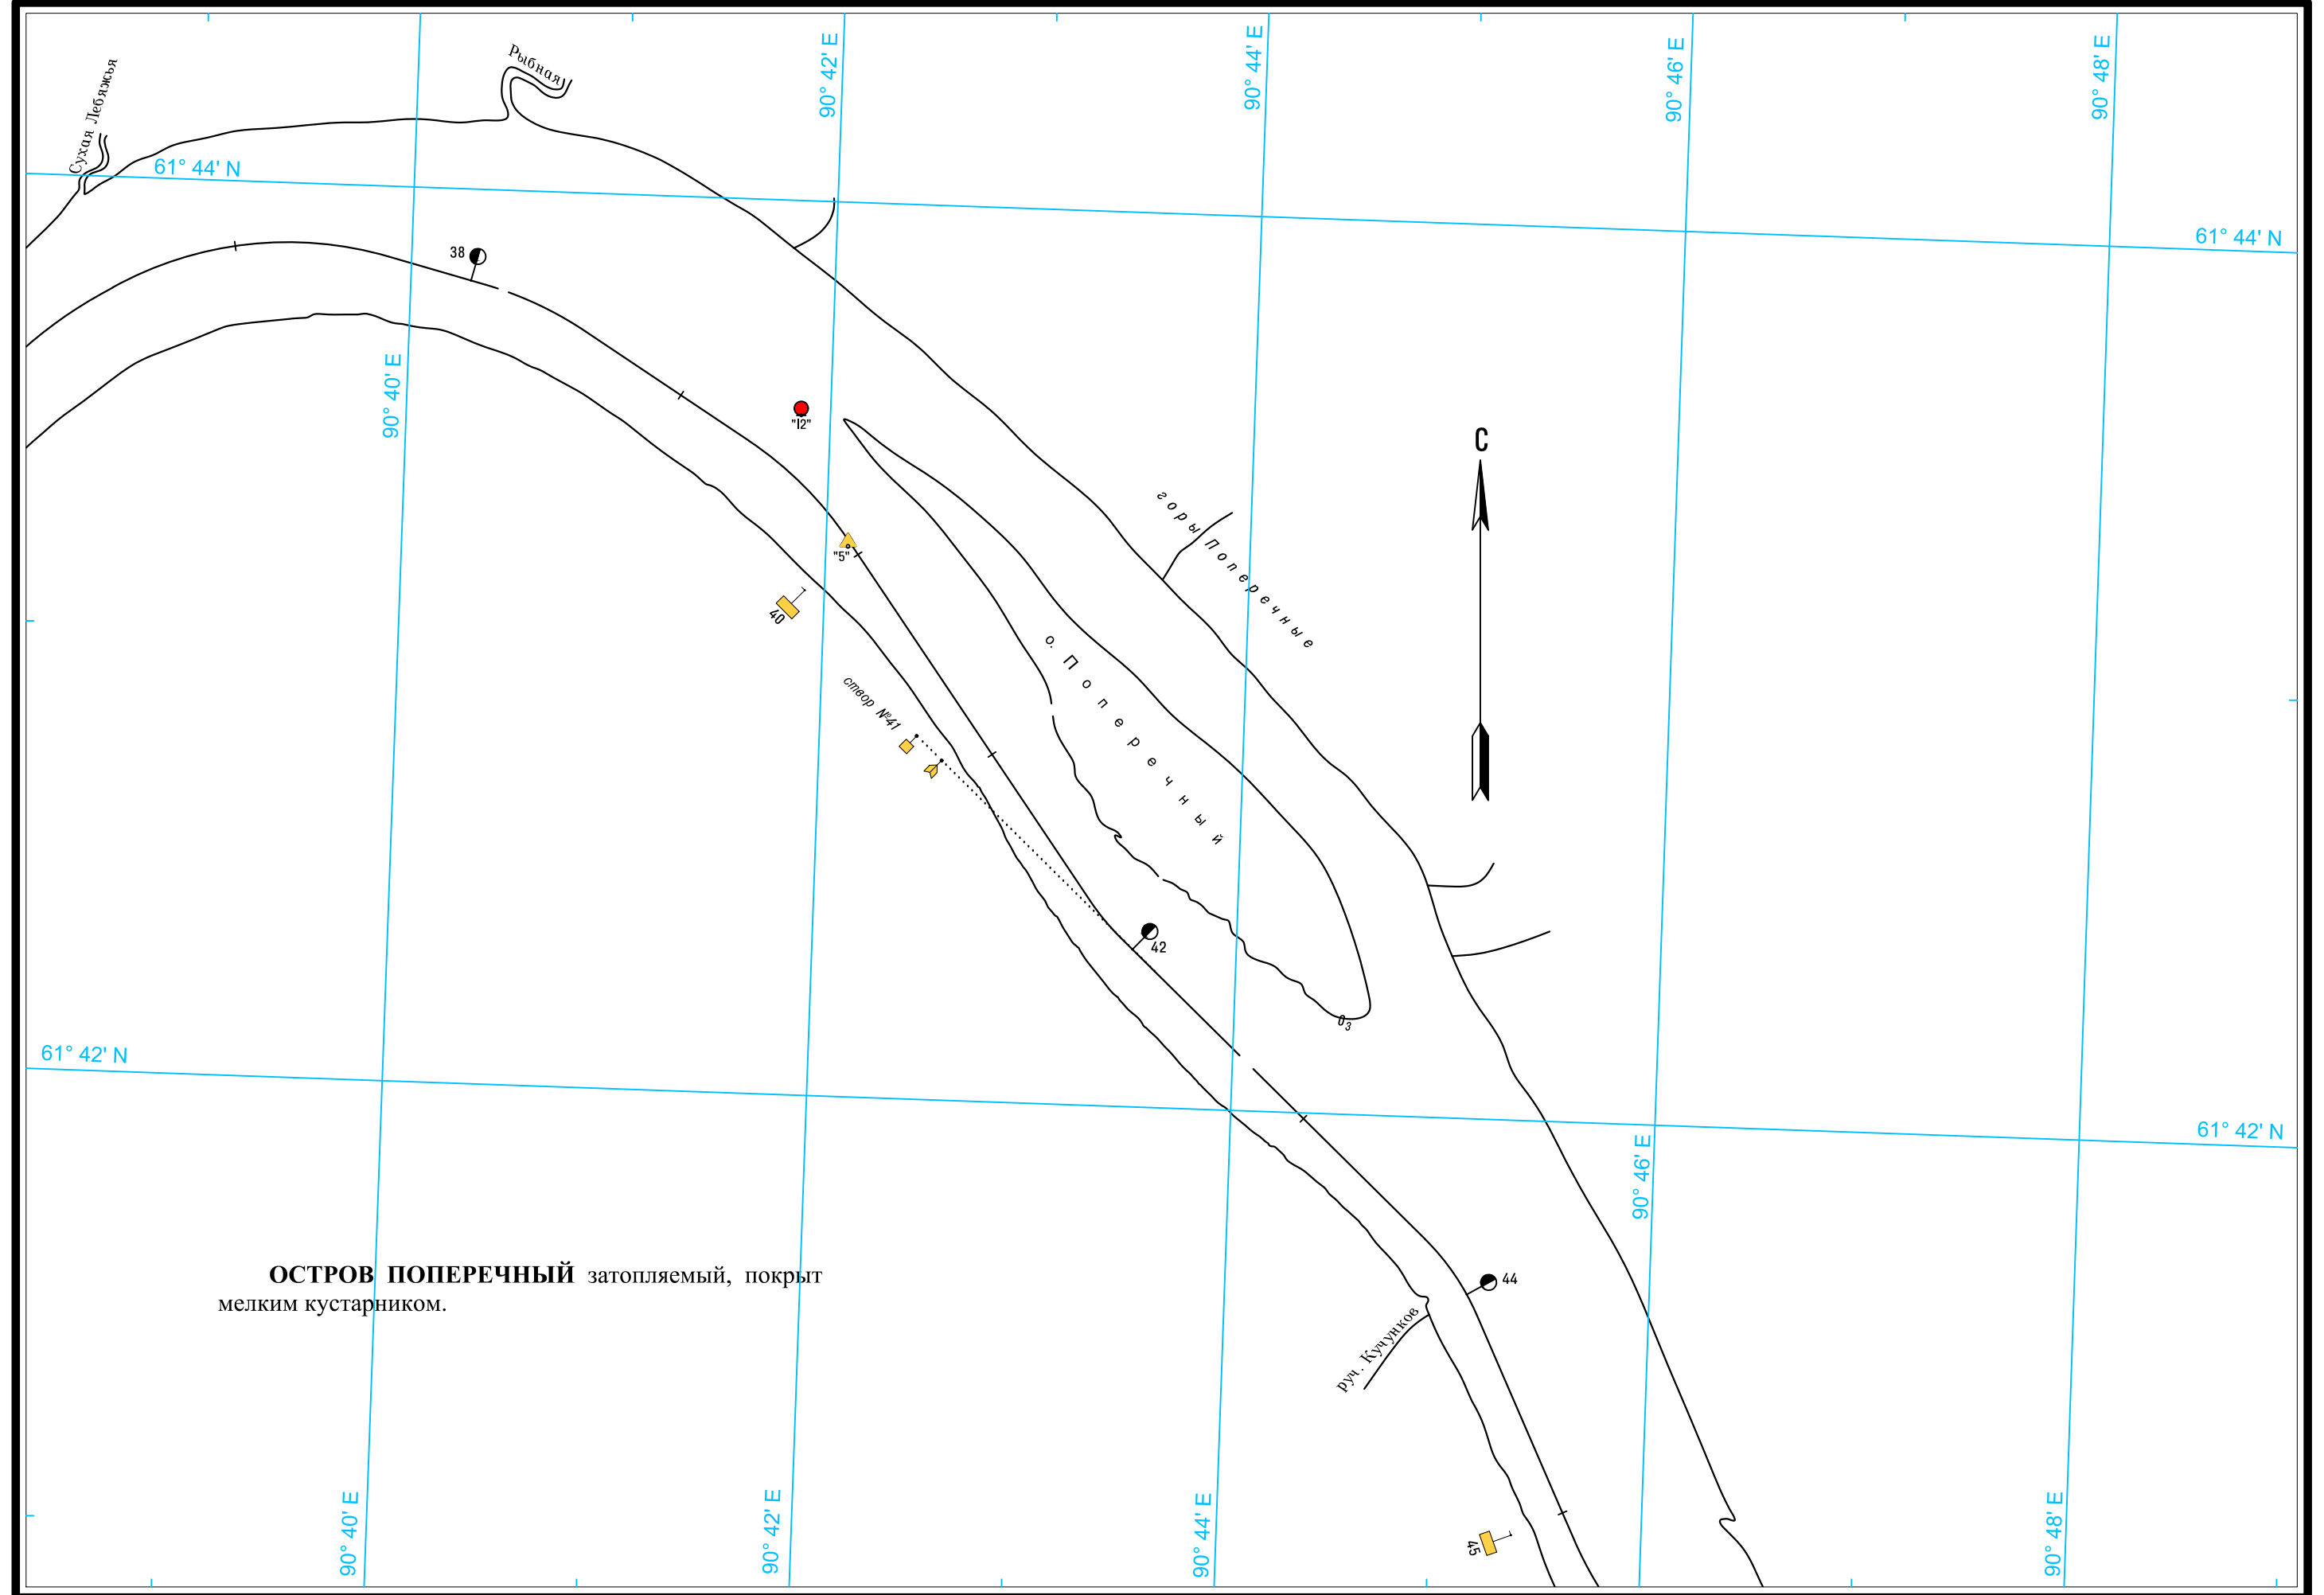 Рыбная
Сухая Лебяжья
90° 42' E
90° 44' E
90° 46' E
90° 48' E
61° 44' N
61° 44' N
38
90° 40' E
"12"
С
горы Поперечные
"5"
40
о. Поперечный
створ №41
42
03
61° 42' N
61° 42' N
90° 46' E
ОСТРОВ ПОПЕРЕЧНЫЙ затопляемый, покрыт
мелким кустарником.
44
руч. Кучунков
45
90° 40' E
90° 42' E
90° 44' E
90° 48' E